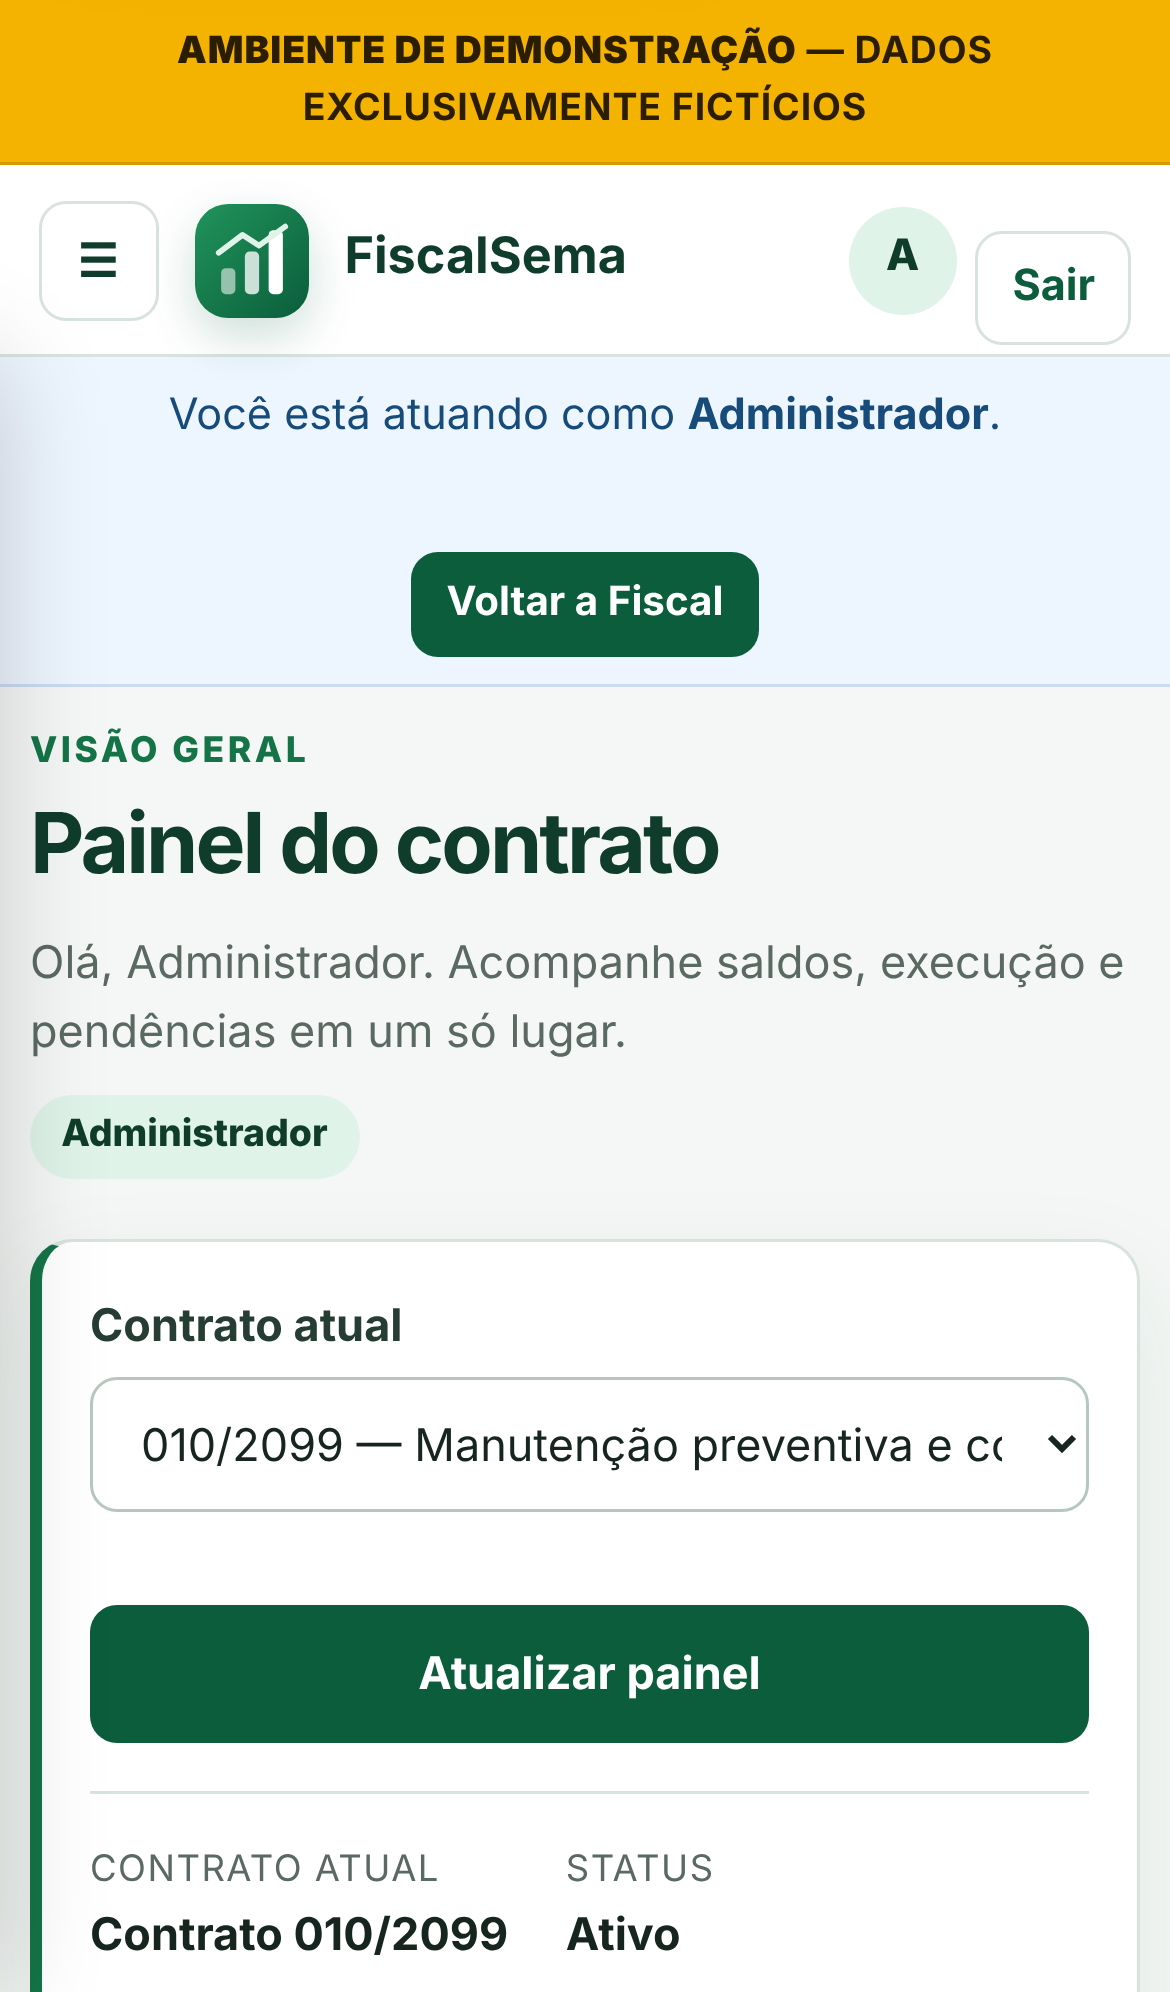 AMBIENTE DE DEMONSTRAÇÃO — DADOS
EXCLUSIVAMENTE FICTÍCIOS
FiscalSema
A
Sair
Você está atuando como Administrador.
Voltar a Fiscal
VISÃO GERAL
Painel do contrato
Olá, Administrador. Acompanhe saldos, execução e
pendências em um só lugar.
Administrador
Contrato atual
010/2099 — Manutenção preventiva e co
Atualizar painel
CONTRATO ATUAL
Contrato 010/2099
STATUS
Ativo